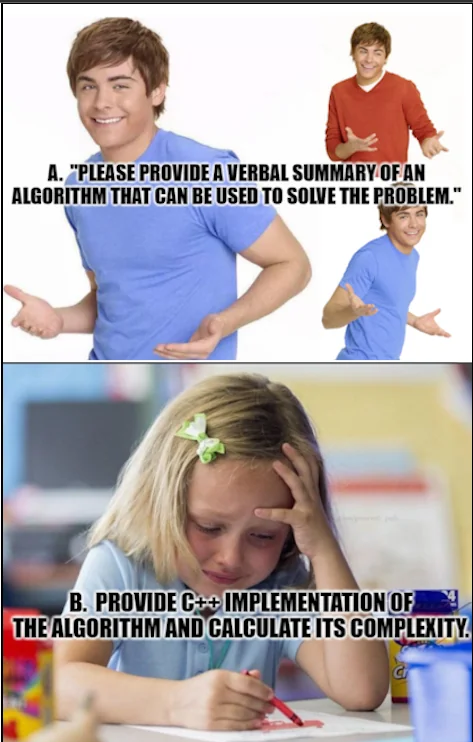 A. "PLEASE PROVIDE A VERBAL SUMMARY OF AN
ALGORITHM THAT CAN BE USED TO SOLVE THE PROBLEM."
B. PROVIDE C++ IMPLEMENTATION OF
THE ALGORITHM AND CALCULATE ITS COMPLEXITY.